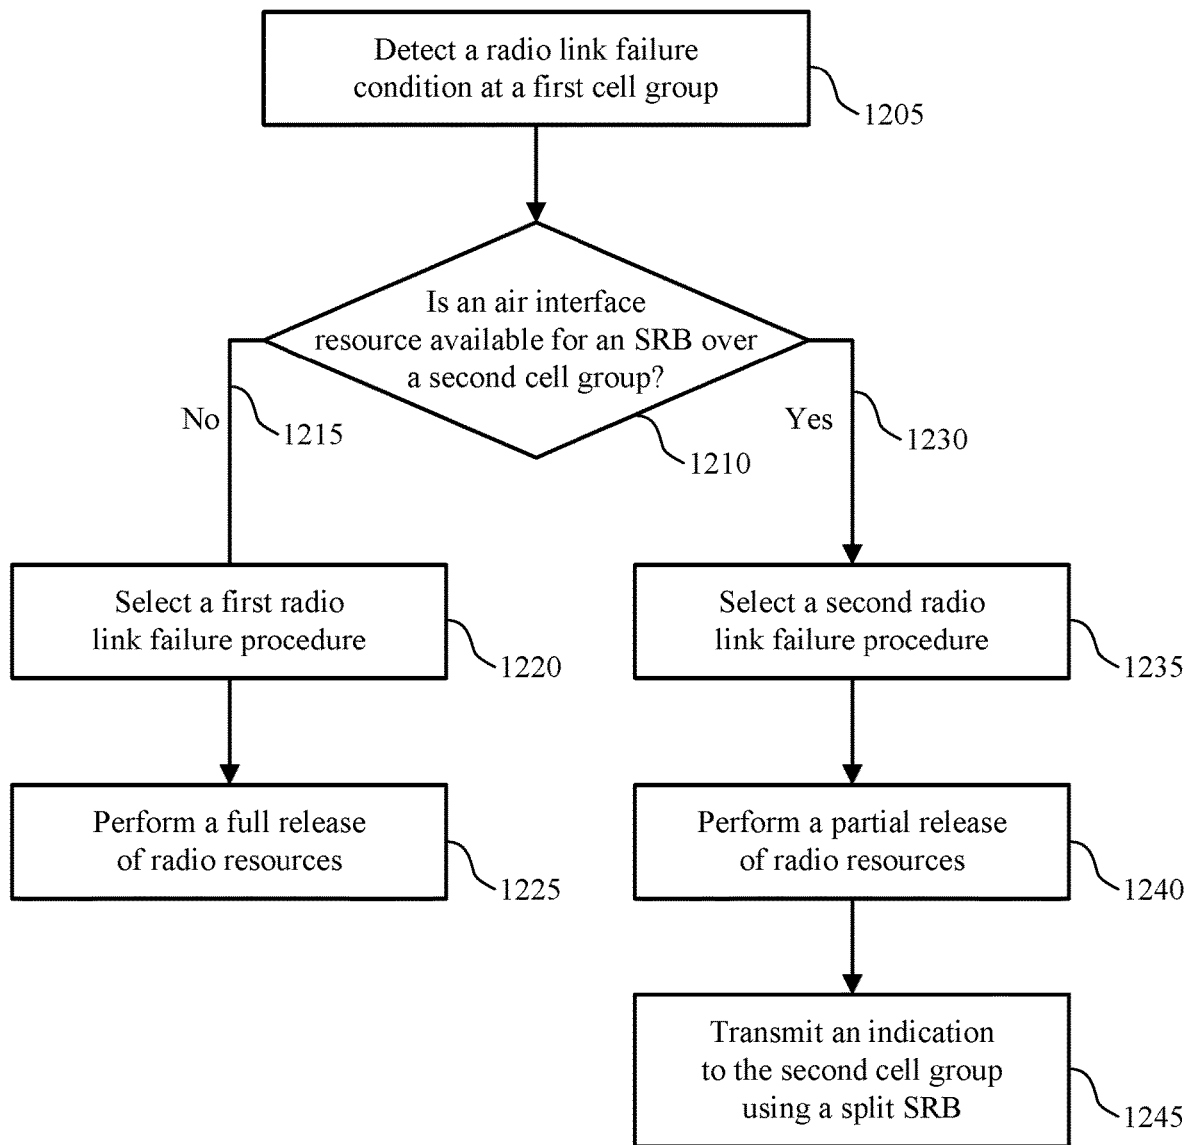 Detect a radio link failure
condition at a first cell group
1205
Is an air interface
resource available for an SRB over
a second cell group?
No
1215
1210
Yes
1230
Select a first radio
link failure procedure
1220
Select a second radio
link failure procedure
1235
Perform a full release
of radio resources
1225
Perform a partial release
of radio resources
1240
Transmit an indication
to the second cell group
using a split SRB
1245